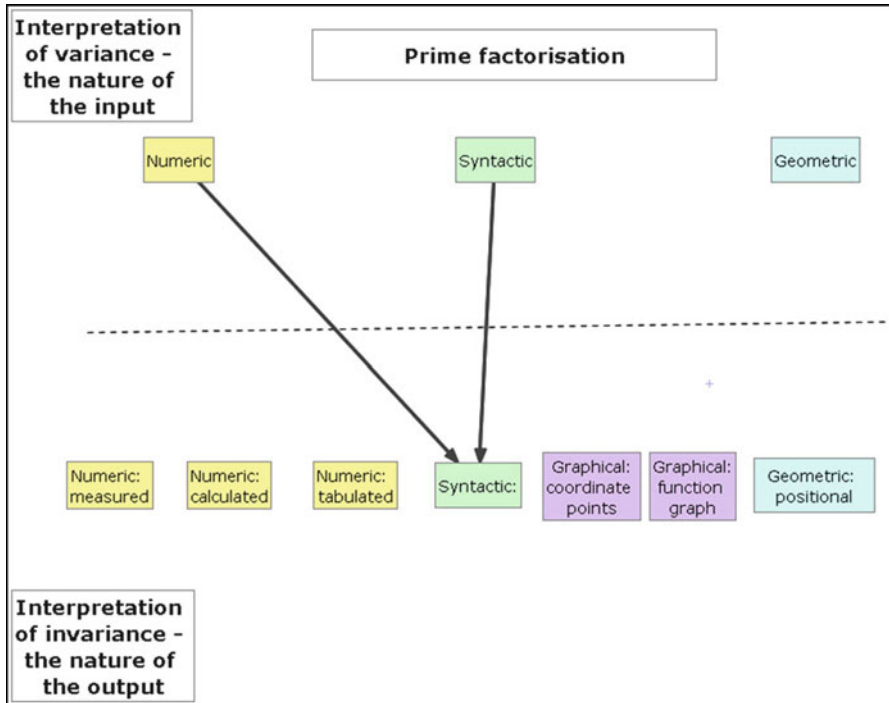 Interpretation
of variance -
the nature of
the input
Prime factorisation
Numeric
Syntactic
Geometric
Numeric:
measured
Numeric:
calculated
Numeric:
tabulated
Syntactic:
Graphical:
coordinate
points
Graphical:
function
graph
Geometric:
positional
Interpretation
of invariance -
the nature of
the output